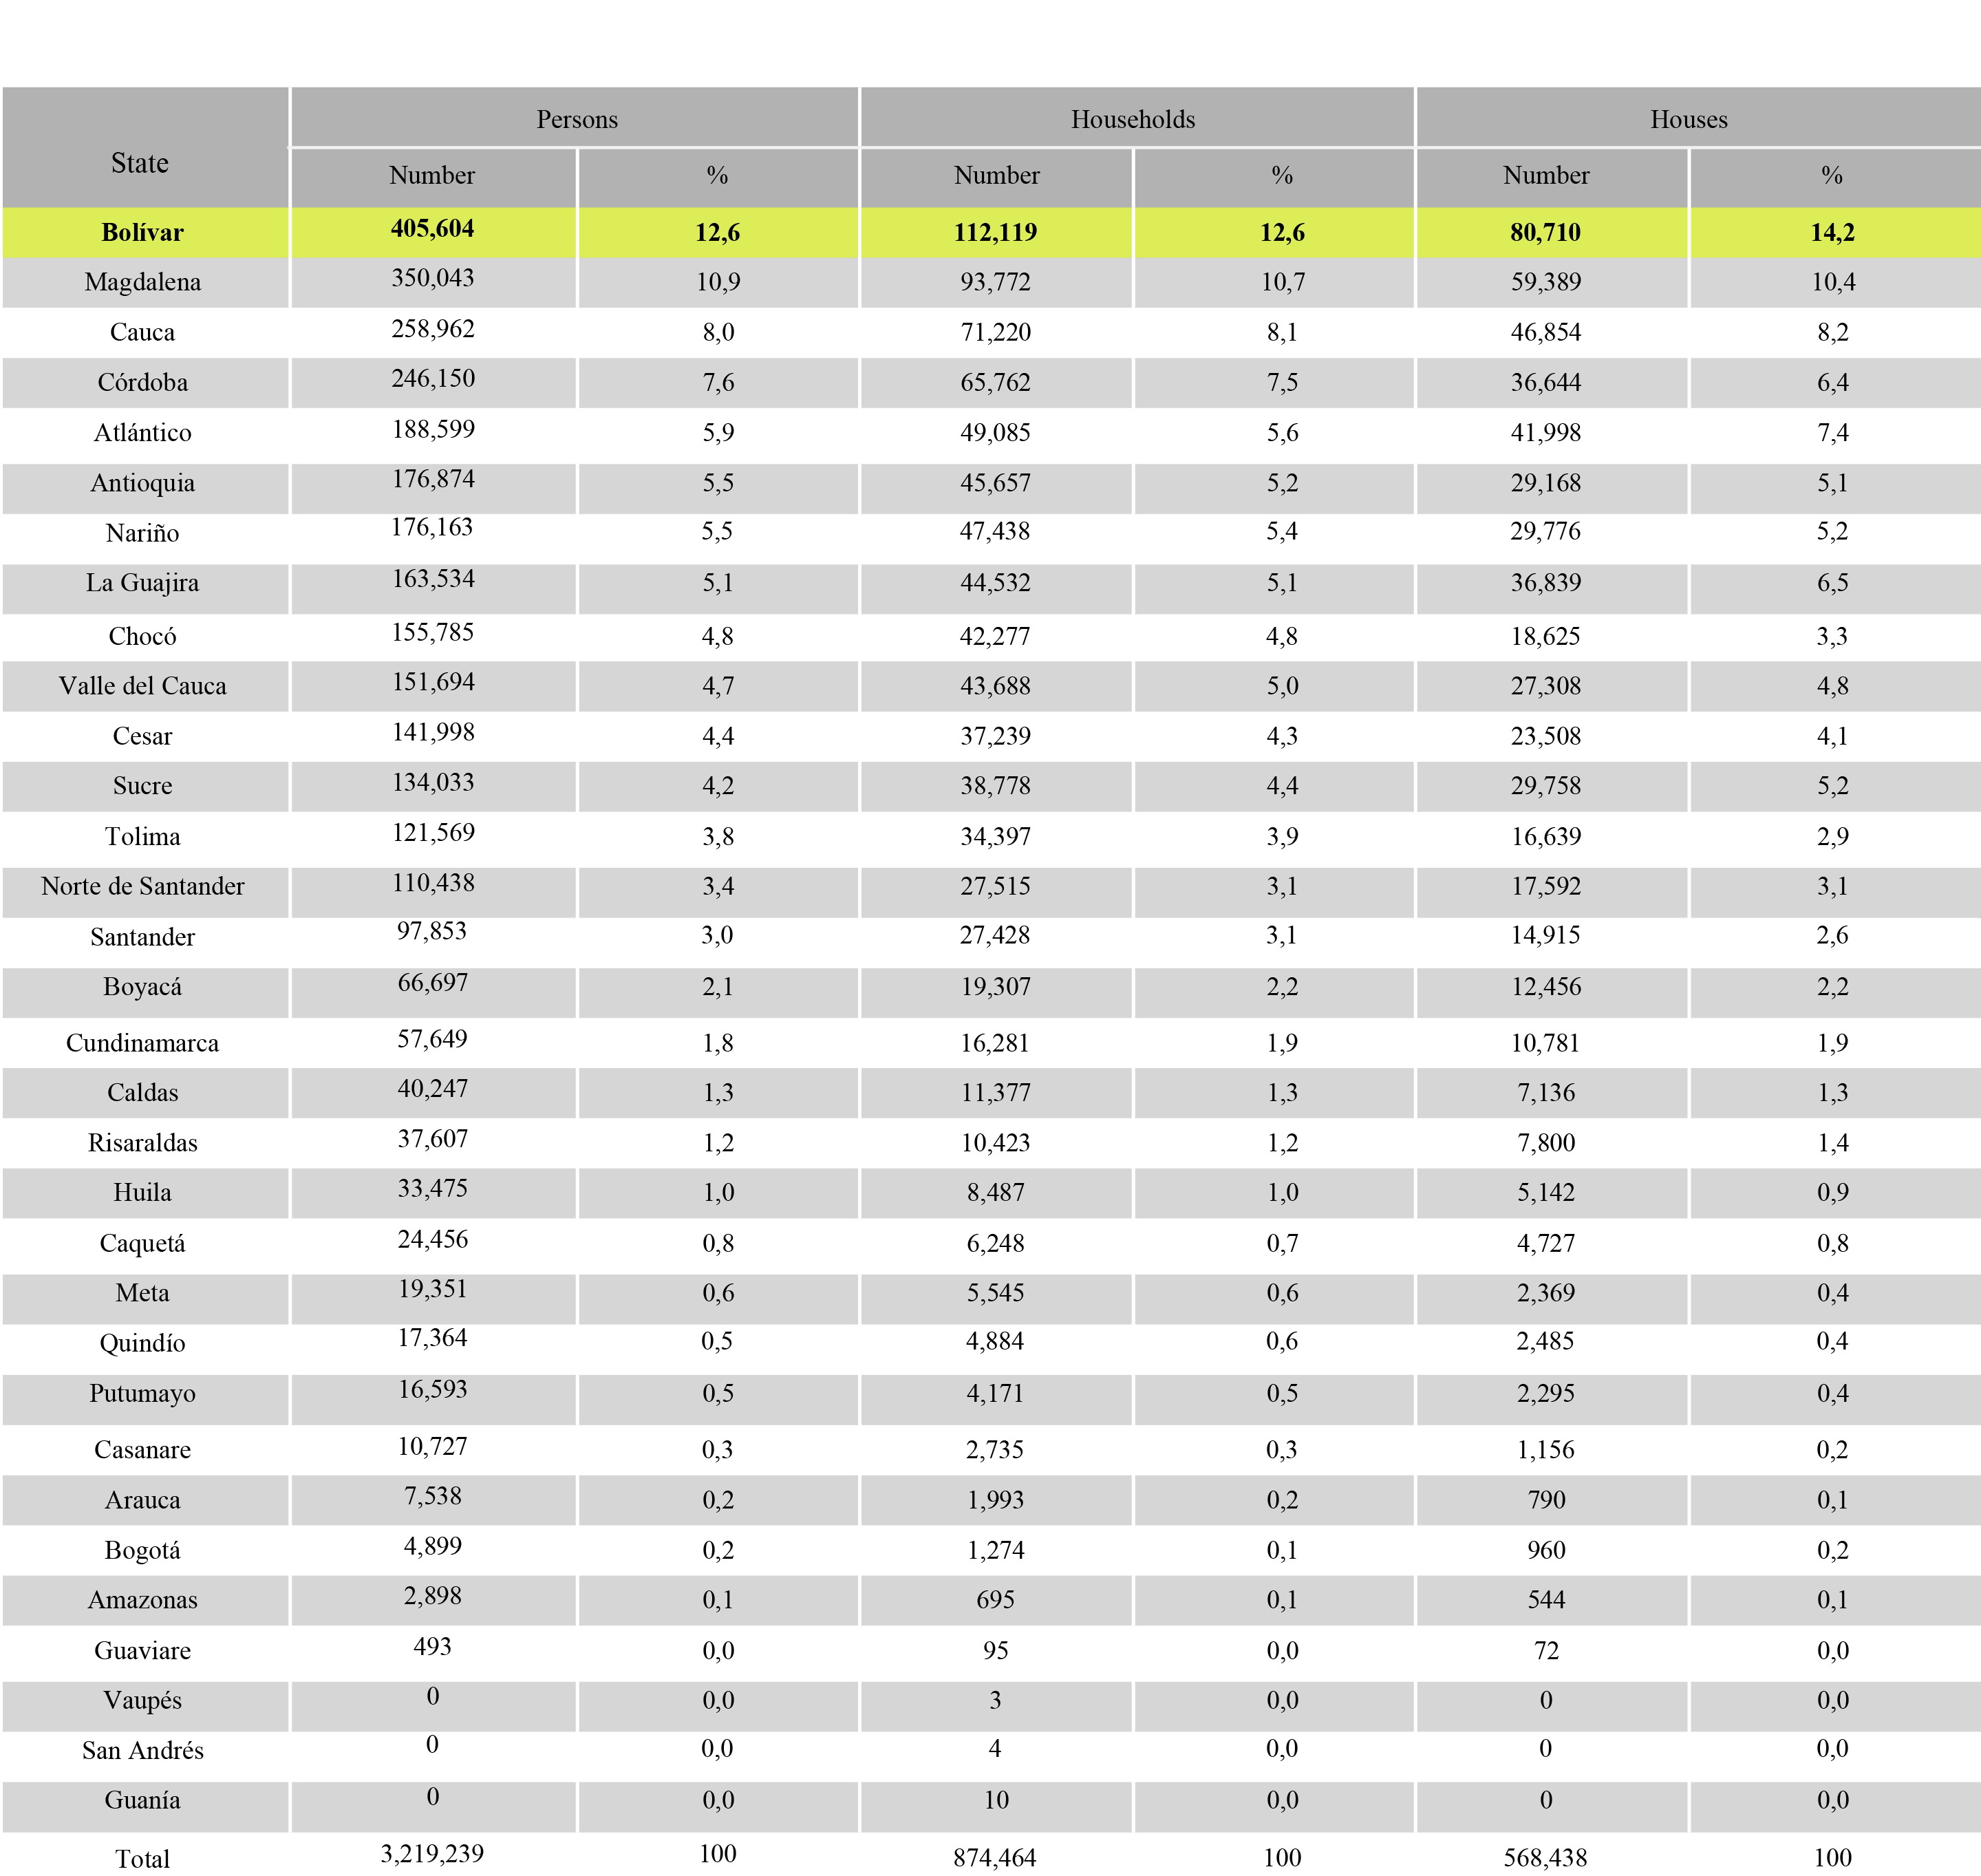 State Persons Households Houses
Number % Number % Number %
Bolívar 405,604 12,6 112,119 12,6 80,710 14,2
Magdalena 350,043 10,9 93,772 10,7 59,389 10,4
Cauca 258,962 8,0 71,220 8,1 46,854 8,2
Córdoba 246,150 7,6 65,762 7,5 36,644 6,4
Atlántico 188,599 5,9 49,085 5,6 41,998 7,4
Antioquia 176,874 5,5 45,657 5,2 29,168 5,1
Nariño 176,163 5,5 47,438 5,4 29,776 5,2
La Guajira 163,534 5,1 44,532 5,1 36,839 6,5
Chocó 155,785 4,8 42,277 4,8 18,625 3,3
Valle del Cauca 151,694 4,7 43,688 5,0 27,308 4,8
Cesar 141,998 4,4 37,239 4,3 23,508 4,1
Sucre 134,033 4,2 38,778 4,4 29,758 5,2
Tolima 121,569 3,8 34,397 3,9 16,639 2,9
Norte de Santander 110,438 3,4 27,515 3,1 17,592 3,1
Santander 97,853 3,0 27,428 3,1 14,915 2,6
Boyacá 66,697 2,1 19,307 2,2 12,456 2,2
Cundinamarca 57,649 1,8 16,281 1,9 10,781 1,9
Caldas 40,247 1,3 11,377 1,3 7,136 1,3
Risaraldas 37,607 1,2 10,423 1,2 7,800 1,4
Huila 33,475 1,0 8,487 1,0 5,142 0,9
Caquetá 24,456 0,8 6,248 0,7 4,727 0,8
Meta 19,351 0,6 5,545 0,6 2,369 0,4
Quindío 17,364 0,5 4,884 0,6 2,485 0,4
Putumayo 16,593 0,5 4,171 0,5 2,295 0,4
Casanare 10,727 0,3 2,735 0,3 1,156 0,2
Arauca 7,538 0,2 1,993 0,2 790 0,1
Bogotá 4,899 0,2 1,274 0,1 960 0,2
Amazonas 2,898 0,1 695 0,1 544 0,1
Guaviare 493 0,0 95 0,0 72 0,0
Vaupés 0 0,0 3 0,0 0 0,0
San Andrés 0 0,0 4 0,0 0 0,0
Guanía 0 0,0 10 0,0 0 0,0
Total 3,219,239 100 874,464 100 568,438 100